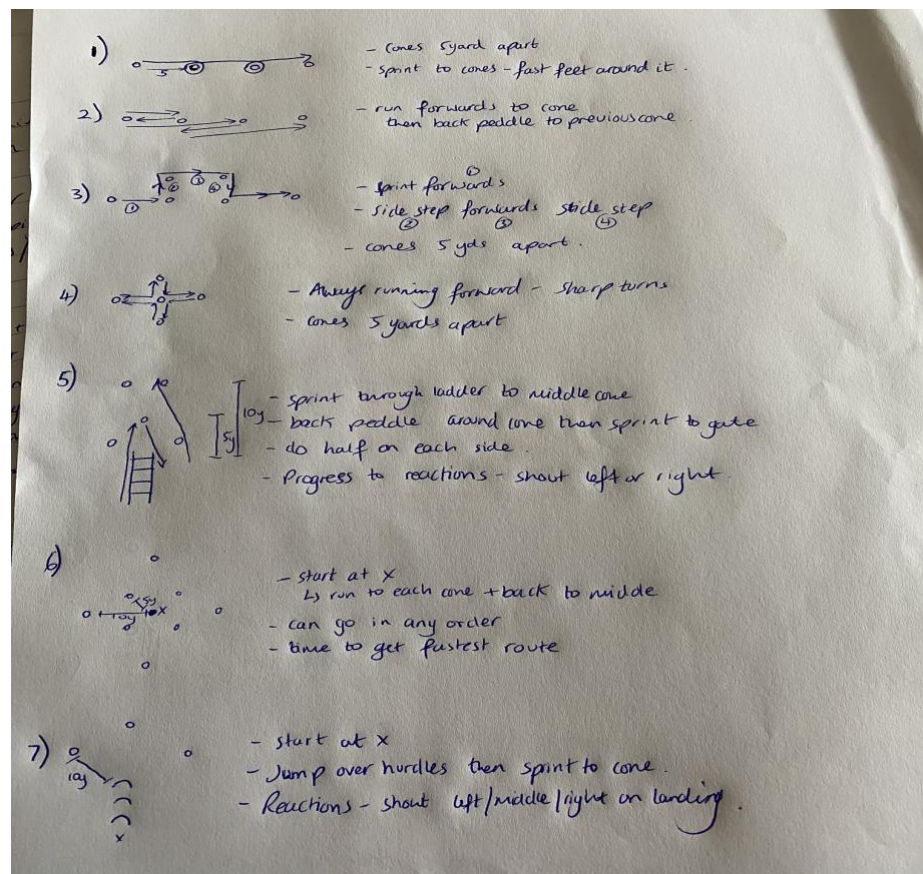 1) - Cones 5yard apart
5 - sprint to cones - fast feet around it.
2) - run forwards to cone
then back peddle to previous cone
3) - sprint forwards ①
① ② ③ ④ - side step forwards side step
② ③ ④
- cones 5 yds apart.
4) - Always running forward - sharp turns
- cones 5 yards apart
5) - sprint through ladder to middle cone
5y 10y - back peddle around cone then sprint to gate
- do half on each side.
- Progress to reactions - shout left or right.
6) - start at x
↳ run to each cone + back to middle
5y 10y x - can go in any order
- time to get fastest route
7) - start at x
10y - Jump over hurdles then sprint to cone.
x - Reactions - shout left/middle/right on landing.